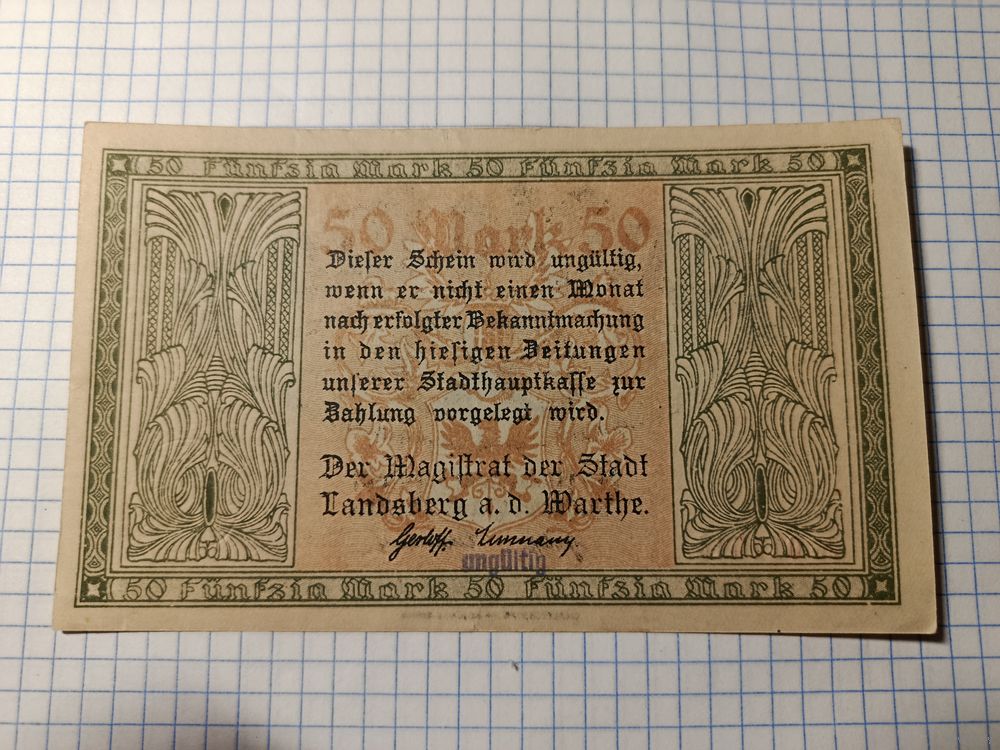 50 Fünfzig Mark 50 Fünfzig Mark 50
50 Mark 50
Dieser Schein wird ungültig,
wenn er nicht einen Monat
nach erfolgter Bekanntmachung
in den hiesigen Zeitungen
unserer Stadthauptkasse zur
Zahlung vorgelegt wird.
Der Magistrat der Stadt
Landsberg a. d. Warthe.
Gerloff
ungültig
50 Fünfzig Mark 50 Fünfzig Mark 50